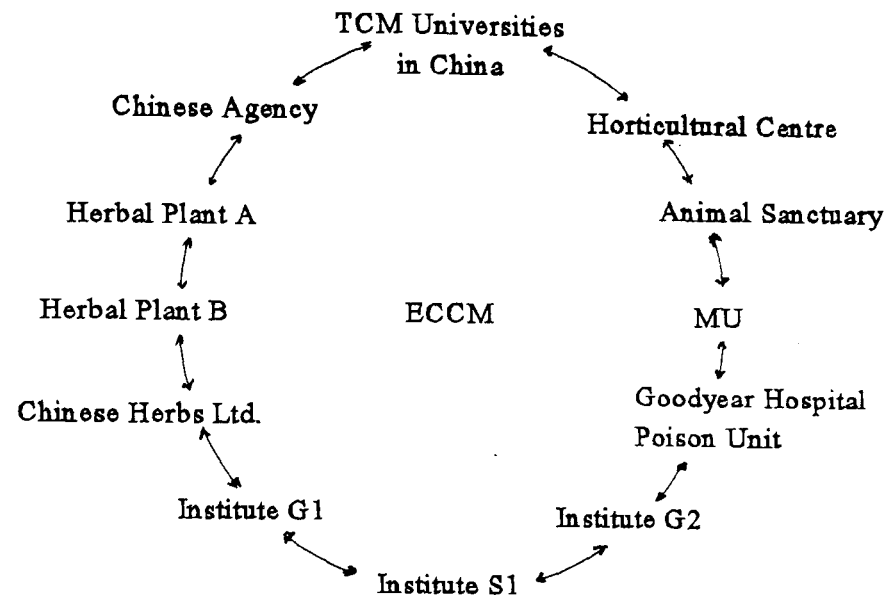 TCM Universities
in China
Chinese Agency
Horticultural Centre
Herbal Plant A
Animal Sanctuary
Herbal Plant B
ECCM
MU
Chinese Herbs Ltd.
Goodyear Hospital
Poison Unit
Institute G1
Institute G2
Institute S1